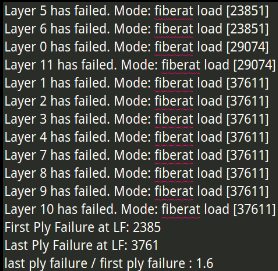 Layer 5 has failed. Mode: fiberat load [23851]
Layer 6 has failed. Mode: fiberat load [23851]
Layer 0 has failed. Mode: fiberat load [29074]
Layer 11 has failed. Mode: fiberat load [29074]
Layer 1 has failed. Mode: fiberat load [37611]
Layer 2 has failed. Mode: fiberat load [37611]
Layer 3 has failed. Mode: fiberat load [37611]
Layer 4 has failed. Mode: fiberat load [37611]
Layer 7 has failed. Mode: fiberat load [37611]
Layer 8 has failed. Mode: fiberat load [37611]
Layer 9 has failed. Mode: fiberat load [37611]
Layer 10 has failed. Mode: fiberat load [37611]
First Ply Failure at LF: 2385
Last Ply Failure at LF: 3761
last ply failure / first ply failure : 1.6